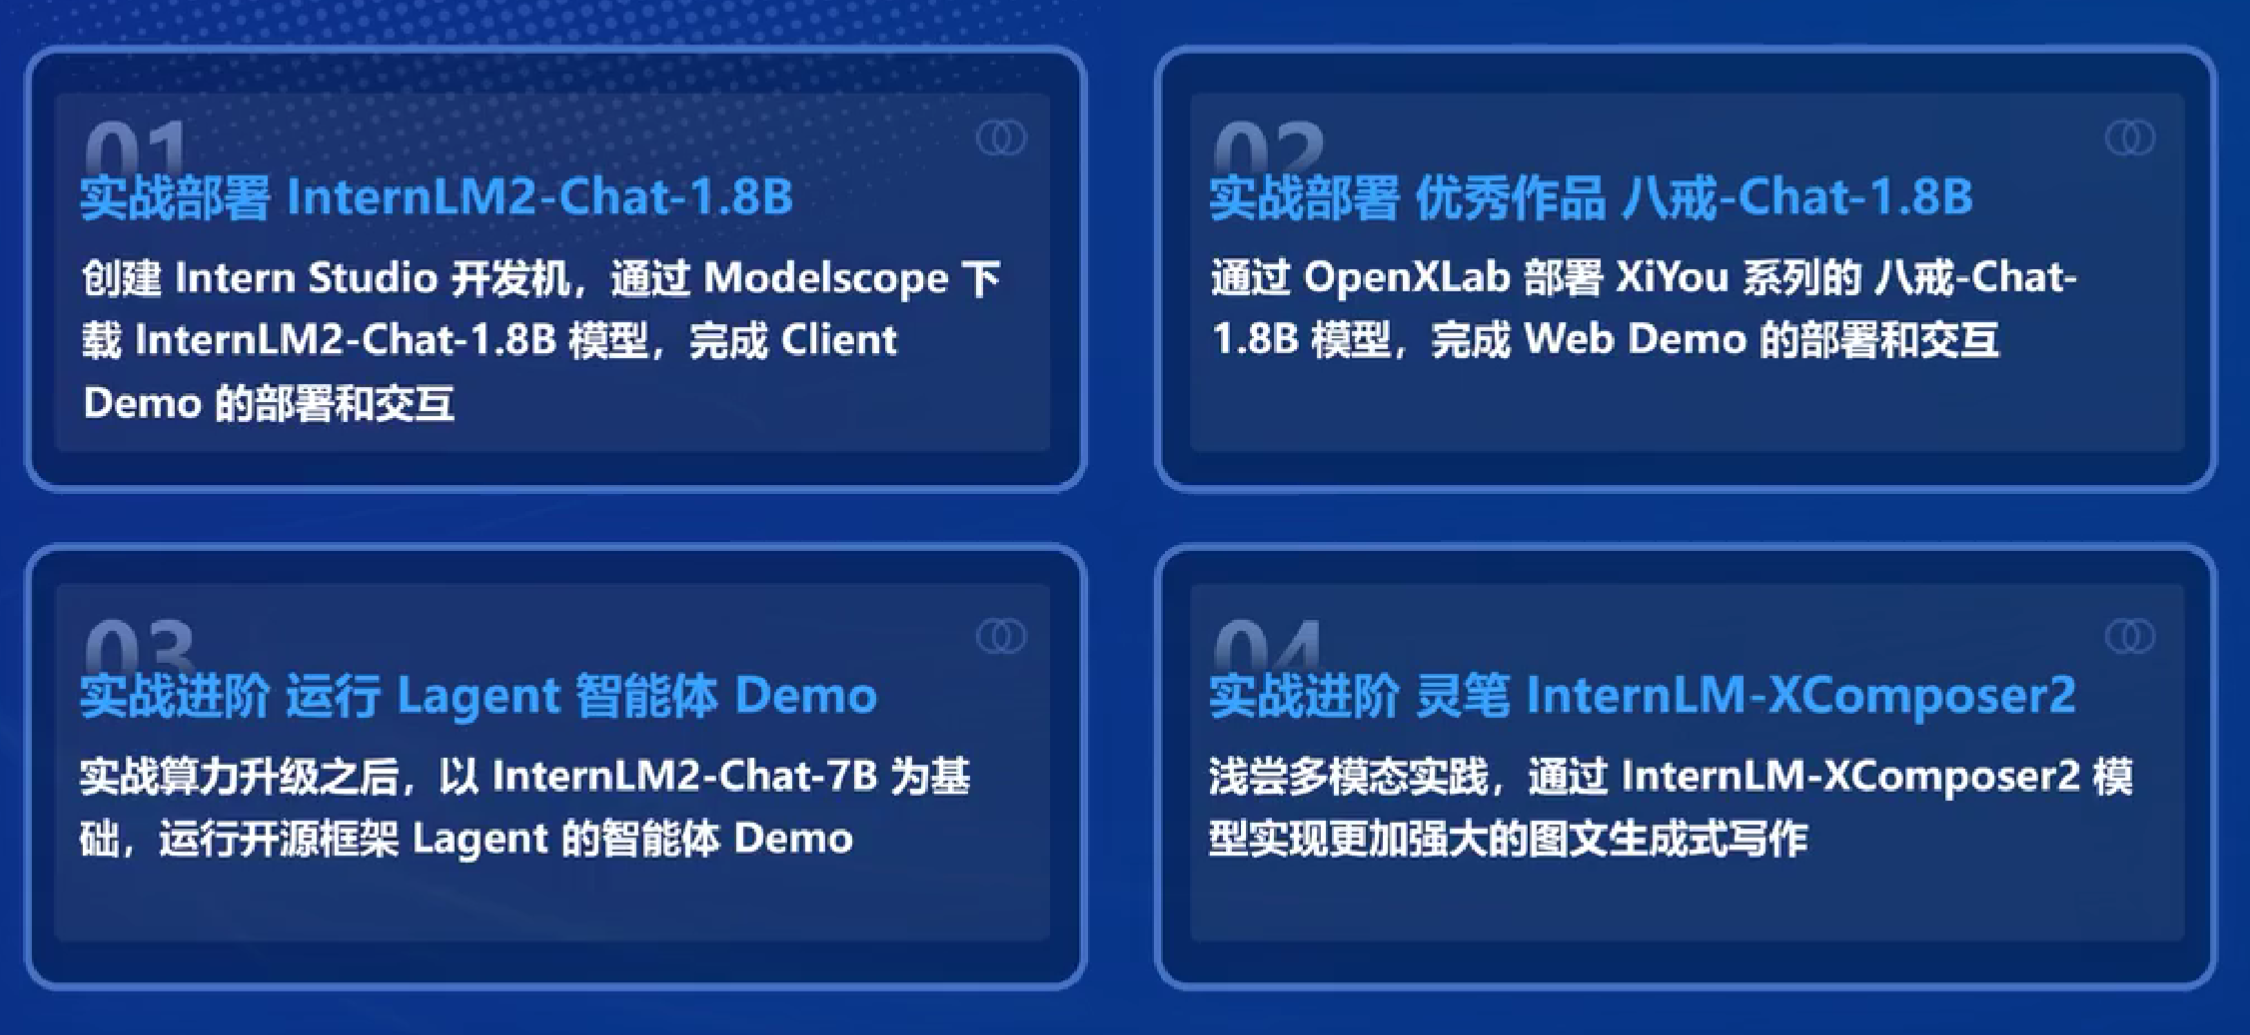 01
实战部署 InternLM2-Chat-1.8B
创建 Intern Studio 开发机，通过 Modelscope 下
载 InternLM2-Chat-1.8B 模型，完成 Client
Demo 的部署和交互
02
实战部署 优秀作品 八戒-Chat-1.8B
通过 OpenXLab 部署 XiYou 系列的 八戒-Chat-
1.8B 模型，完成 Web Demo 的部署和交互
03
实战进阶 运行 Lagent 智能体 Demo
实战算力升级之后，以 InternLM2-Chat-7B 为基
础，运行开源框架 Lagent 的智能体 Demo
04
实战进阶 灵笔 InternLM-XComposer2
浅尝多模态实践，通过 InternLM-XComposer2 模
型实现更加强大的图文生成式写作